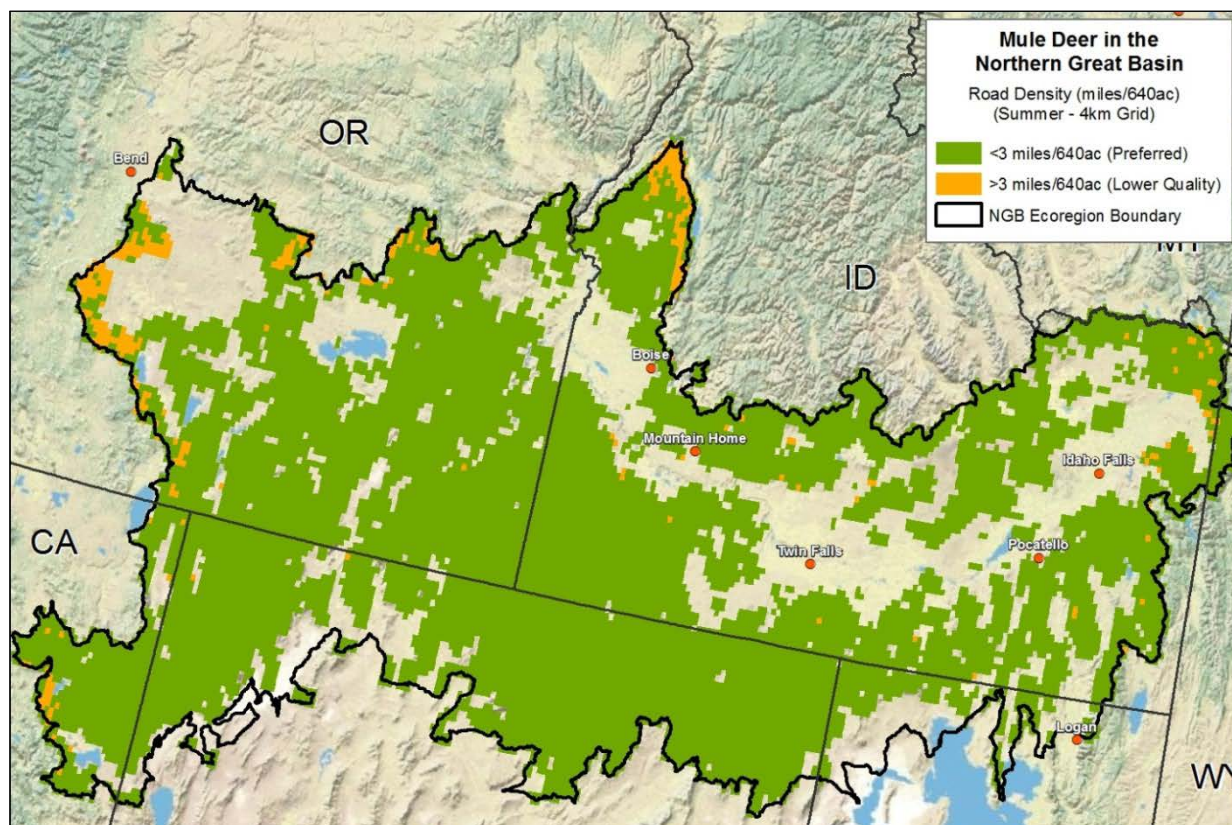 Mule Deer in the
Northern Great Basin
Road Density (miles/640ac)
(Summer - 4km Grid)
<3 miles/640ac (Preferred)
>3 miles/640ac (Lower Quality)
NGB Ecoregion Boundary
OR
Bend
MT
ID
Boise
Mountain Home
Idaho Falls
CA
Twin Falls
Pocatello
Logan
WY